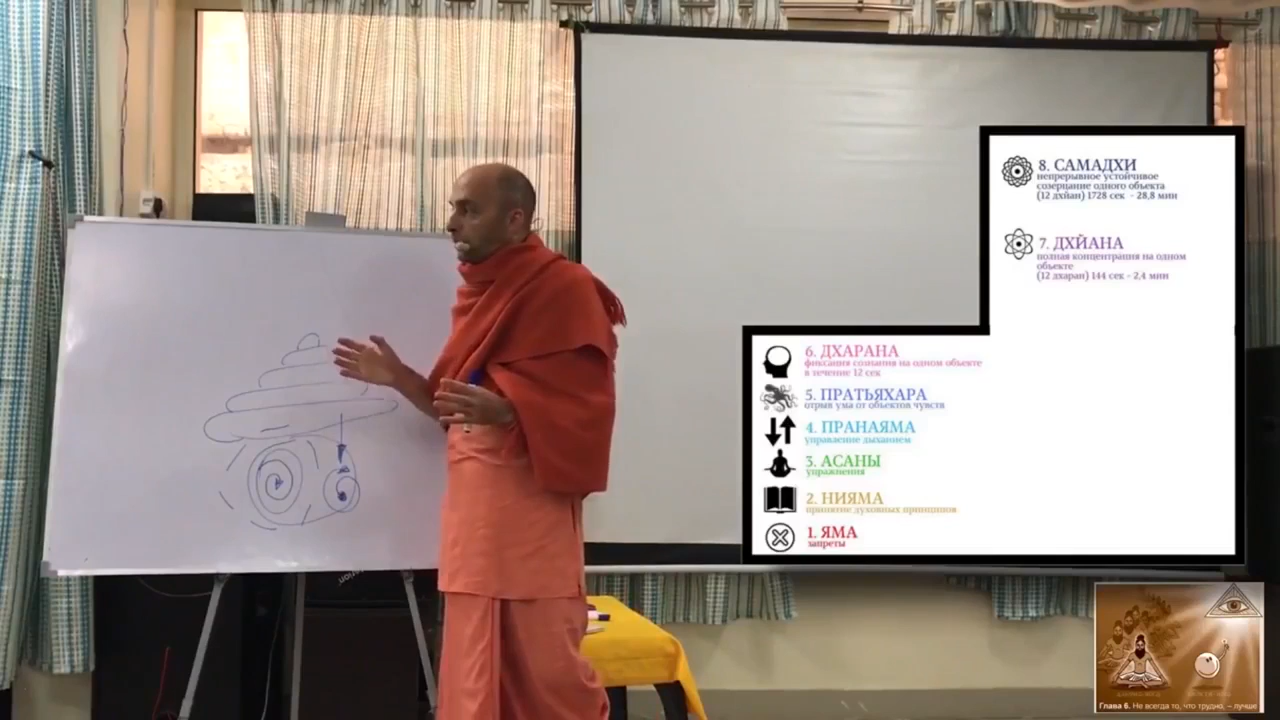 8. САМАДХИ
непрерывное устойчивое
созерцание одного объекта
(12 дхйан) 1728 сек - 28,8 мин
7. ДХЙАНА
полная концентрация на одном
объекте
(12 дхаран) 144 сек - 2,4 мин
6. ДХАРАНА
фиксация сознания на одном объекте
в течение 12 сек
5. ПРАТЬЯХАРА
отрыв ума от объектов чувств
4. ПРАНАЯМА
управление дыханием
3. АСАНЫ
упражнения
2. НИЯМА
принятие духовных принципов
1. ЯМА
запреты
Глава 6. Не всегда то, что трудно, – лучше